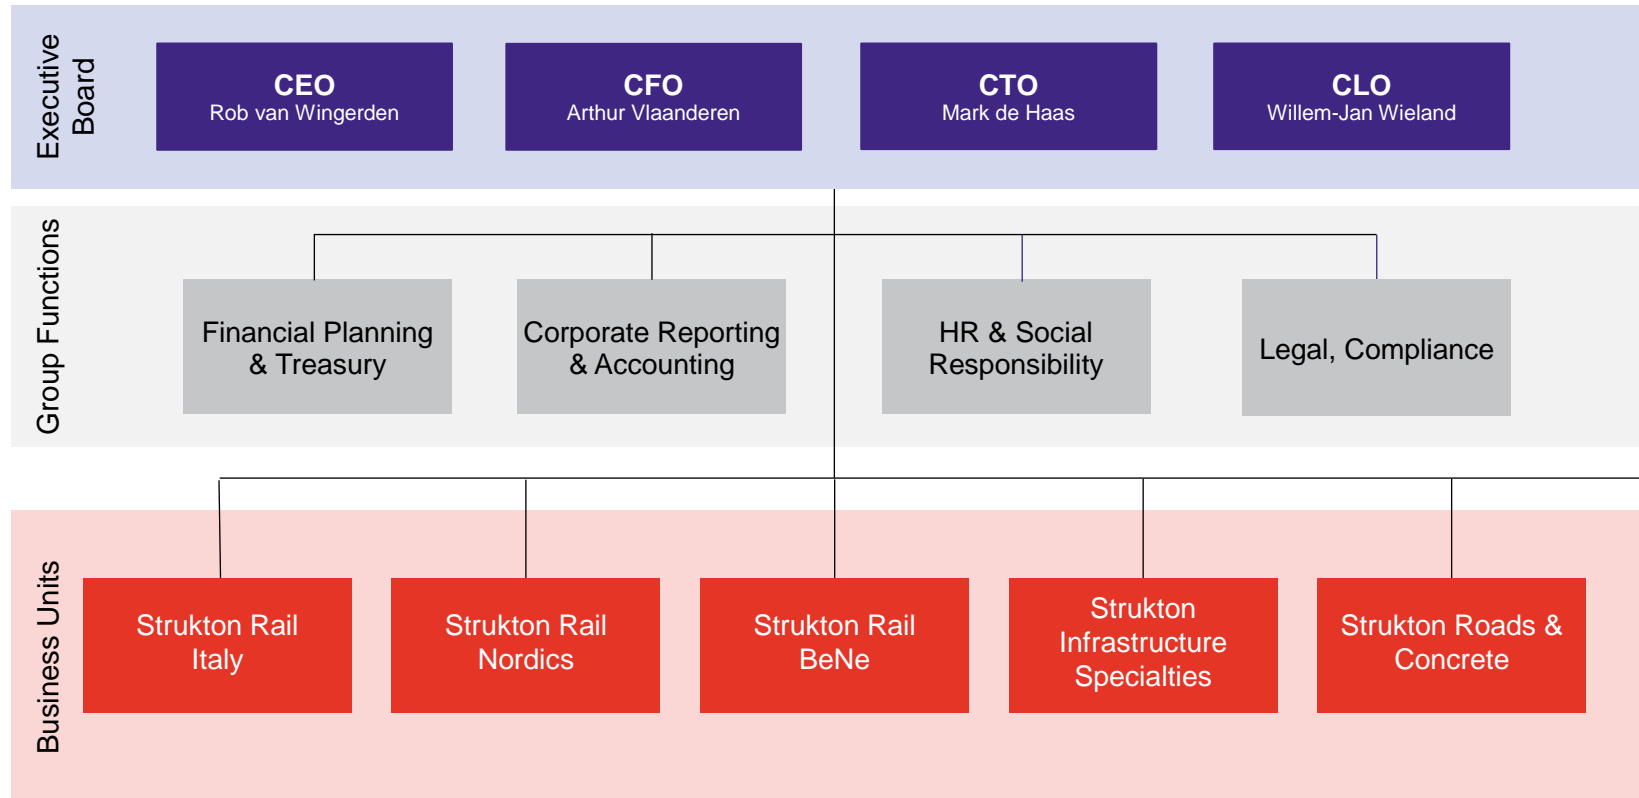 Executive
Board
CEO
Rob van Wingerden
CFO
Arthur Vlaanderen
CTO
Mark de Haas
CLO
Willem-Jan Wieland
Group Functions
Financial Planning
& Treasury
Corporate Reporting
& Accounting
HR & Social
Responsibility
Legal, Compliance
Business Units
Strukton Rail
Italy
Strukton Rail
Nordics
Strukton Rail
BeNe
Strukton
Infrastructure
Specialties
Strukton Roads &
Concrete